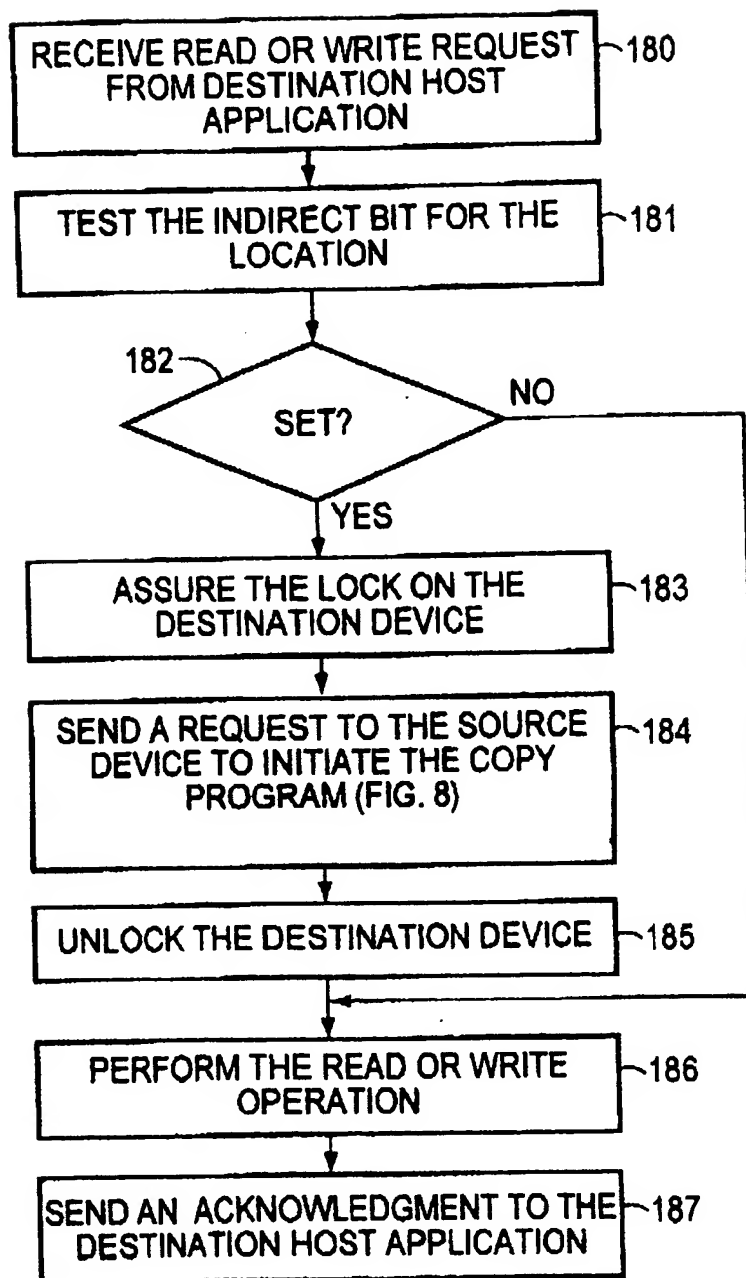 RECEIVE READ OR WRITE REQUEST
FROM DESTINATION HOST
APPLICATION
180
TEST THE INDIRECT BIT FOR THE
LOCATION
181
182
SET?
NO
YES
ASSURE THE LOCK ON THE
DESTINATION DEVICE
183
SEND A REQUEST TO THE SOURCE
DEVICE TO INITIATE THE COPY
PROGRAM (FIG. 8)
184
UNLOCK THE DESTINATION DEVICE
185
PERFORM THE READ OR WRITE
OPERATION
186
SEND AN ACKNOWLEDGMENT TO THE
DESTINATION HOST APPLICATION
187